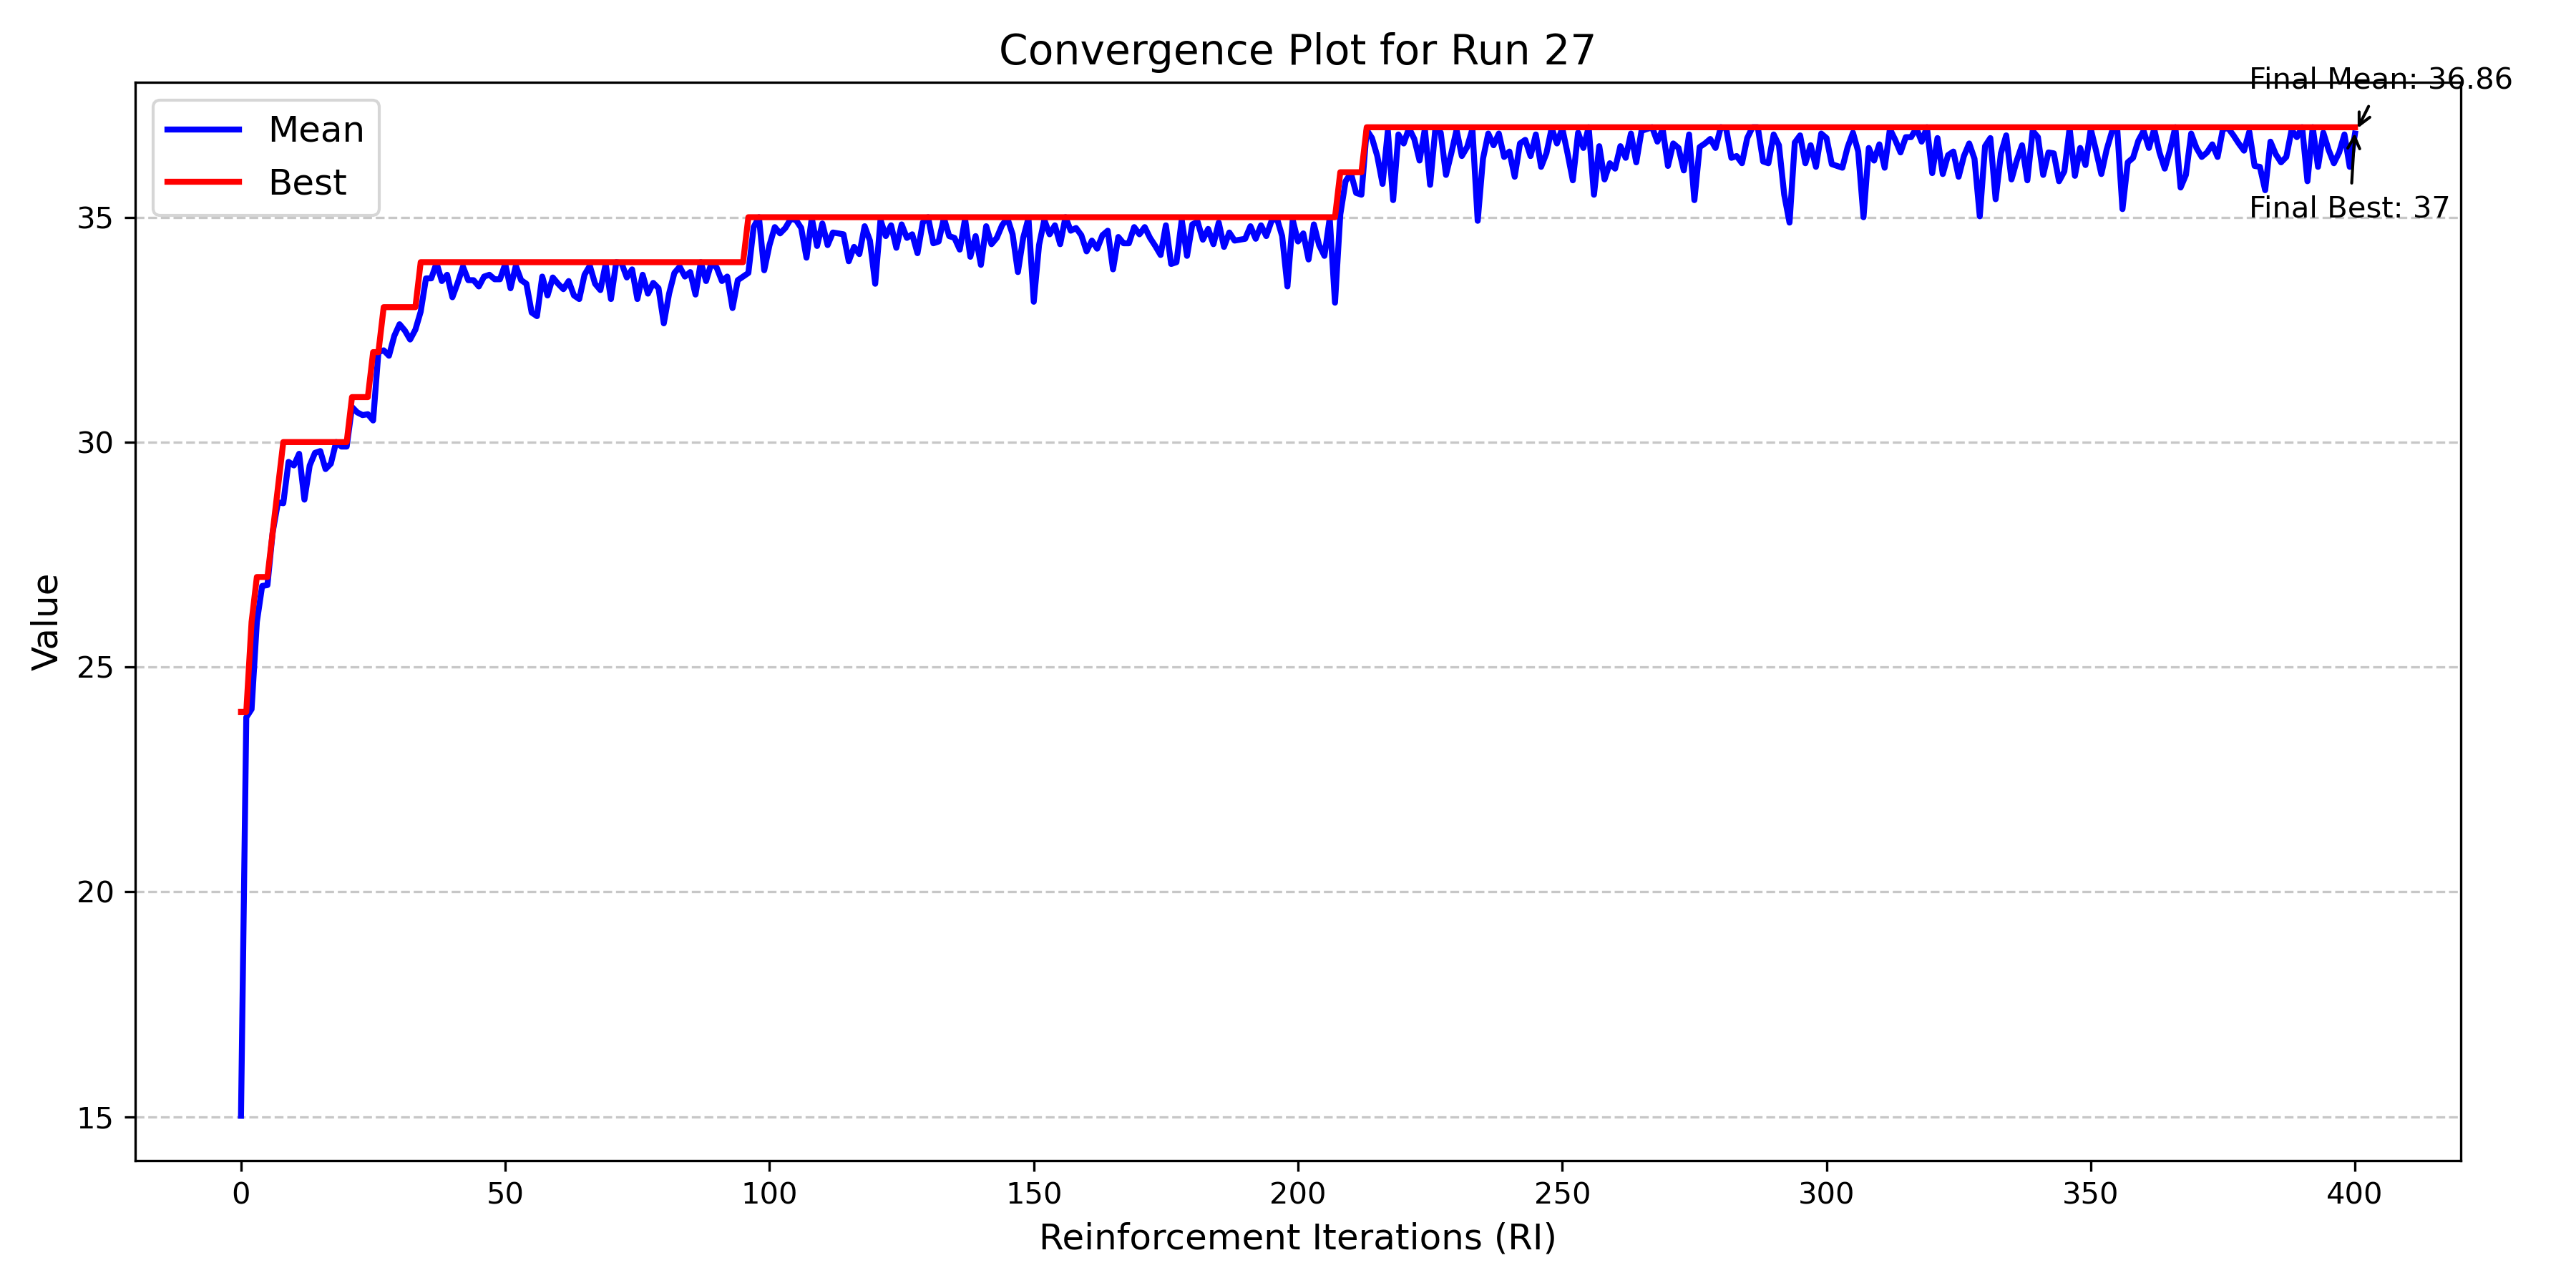 Convergence Plot for Run 27
Final Mean: 36.86
Mean
Best
Final Best: 37
Value
35
30
25
20
15
0
50
100
150
200
250
300
350
400
Reinforcement Iterations (RI)